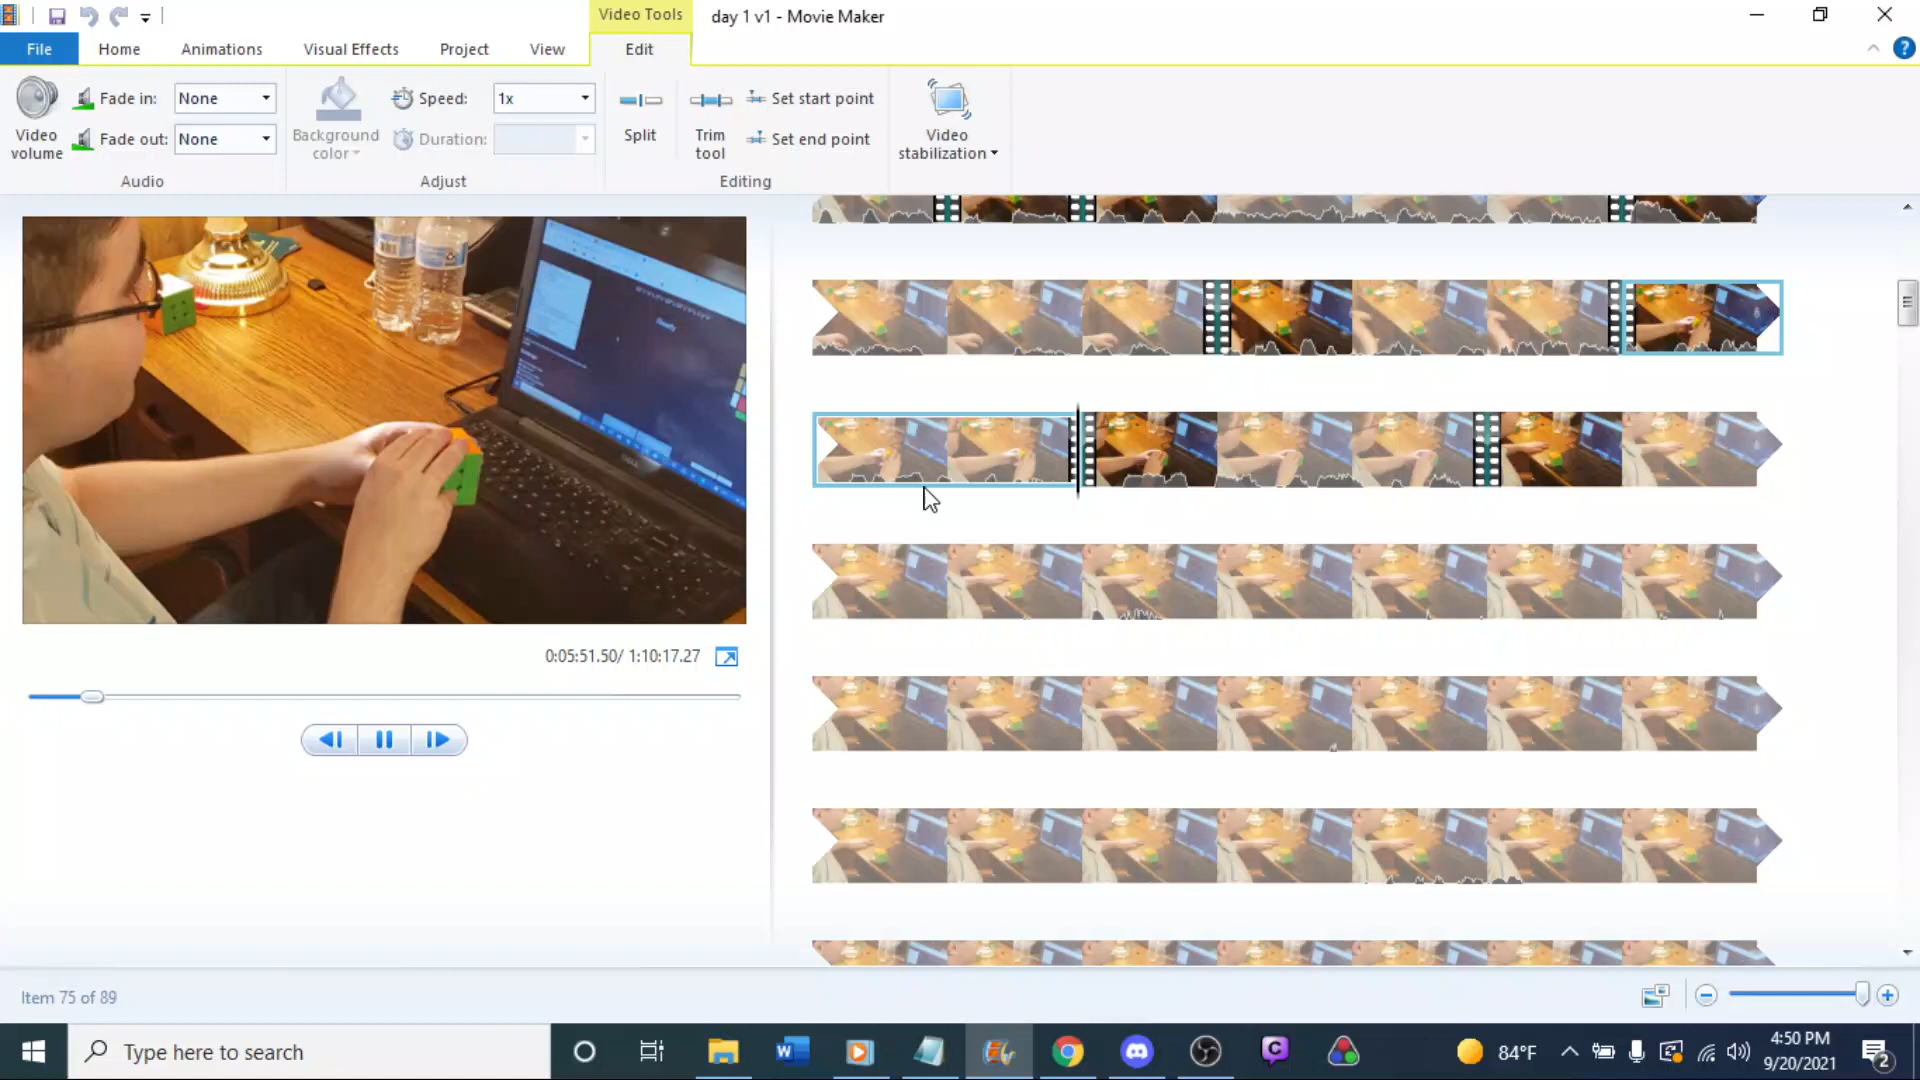 Video Tools
day 1 v1 - Movie Maker
File
Home
Animations
Visual Effects
Project
View
Edit
Video volume
Fade in:
None
Fade out:
None
Audio
Background color
Speed:
1x
Duration:
Adjust
Split
Trim tool
Set start point
Set end point
Editing
Video stabilization
Ready
DELL
0:05:51.50/ 1:10:17.27
Item 75 of 89
Type here to search
84°F
4:50 PM
9/20/2021
2